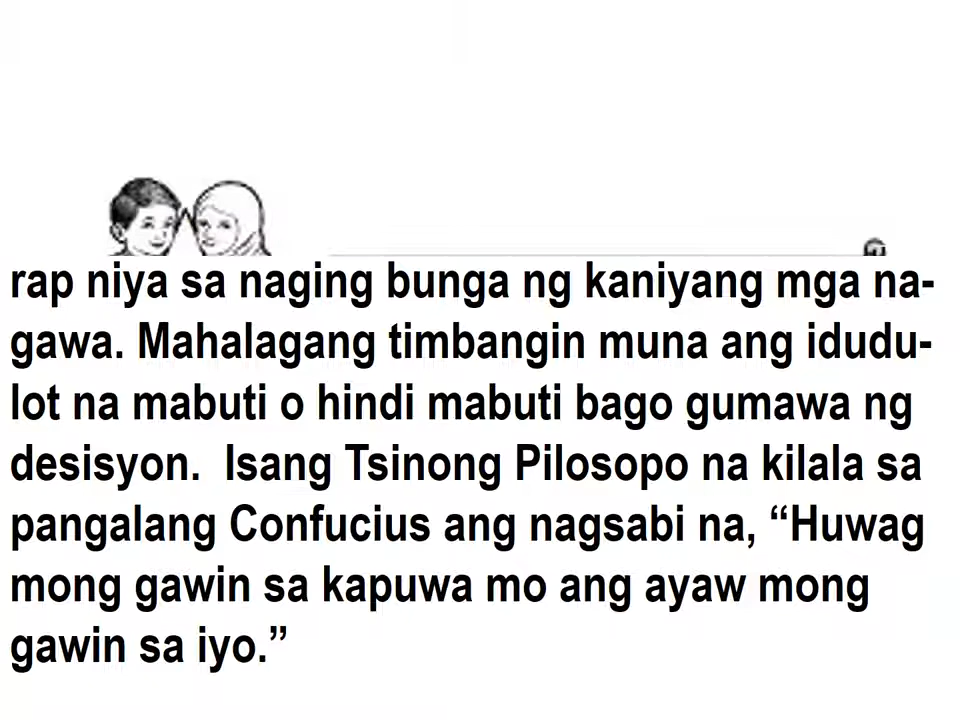 rap niya sa naging bunga ng kaniyang mga na-
gawa. Mahalagang timbangin muna ang idudu-
lot na mabuti o hindi mabuti bago gumawa ng
desisyon.  Isang Tsinong Pilosopo na kilala sa
pangalang Confucius ang nagsabi na, “Huwag
mong gawin sa kapuwa mo ang ayaw mong
gawin sa iyo.”